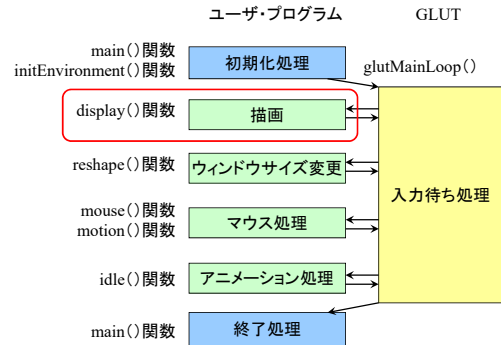 ユーザ・プログラム
GLUT
main()関数
initEnvironment()関数
初期化処理
glutMainLoop()
display()関数
描画
reshape()関数
ウィンドウサイズ変更
入力待ち処理
mouse()関数
motion()関数
マウス処理
idle()関数
アニメーション処理
main()関数
終了処理